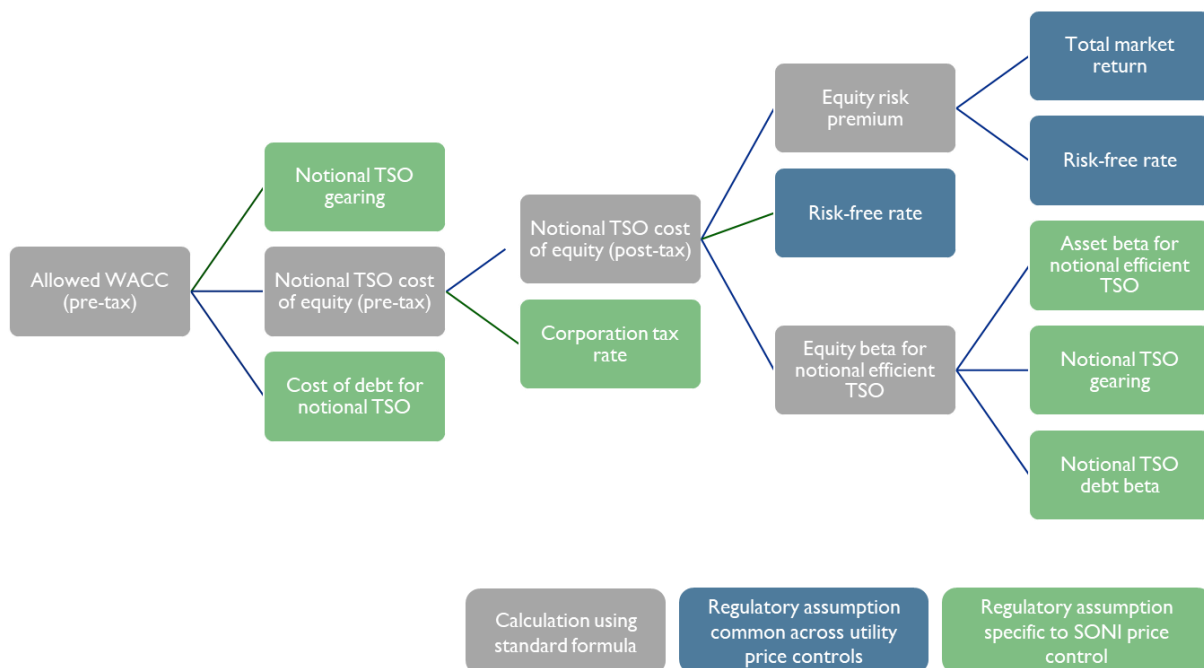 Total market
return
Equity risk
premium
Risk-free rate
Notional TSO
gearing
Risk-free rate
Notional TSO cost
of equity (post-tax)
Asset beta for
notional efficient
TSO
Allowed WACC
(pre-tax)
Notional TSO cost
of equity (pre-tax)
Corporation tax
rate
Equity beta for
notional efficient
TSO
Notional TSO
gearing
Cost of debt for
notional TSO
Notional TSO
debt beta
Calculation using
standard formula
Regulatory assumption
common across utility
price controls
Regulatory assumption
specific to SONI price
control